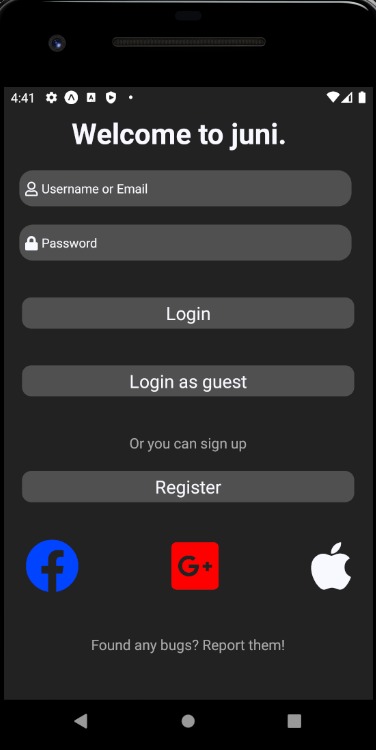 4:41
Welcome to juni.
Username or Email
Password
Login
Login as guest
Or you can sign up
Register
G+
Found any bugs? Report them!